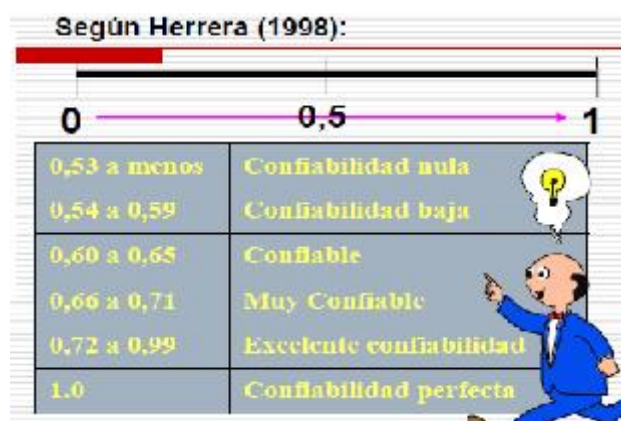 Según Herrera (1998):
0 0,5 1
0,53 a menos Confiabilidad nula
0,54 a 0,59 Confiabilidad baja
0,60 a 0,65 Confiable
0,66 a 0,71 Muy Confiable
0,72 a 0,99 Excelente confiabilidad
1.0 Confiabilidad perfecta